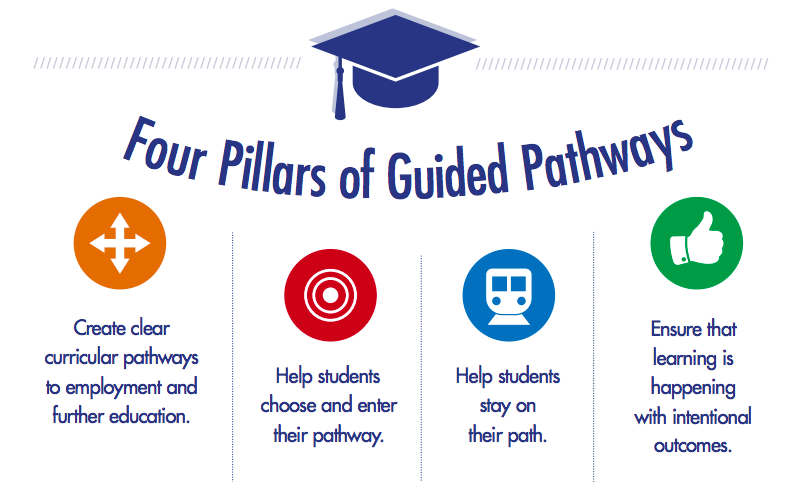 Four Pillars of Guided Pathways
Create clear
curricular pathways
to employment and
further education.
Help students
choose and enter
their pathway.
Help students
stay on
their path.
Ensure that
learning is
happening
with intentional
outcomes.